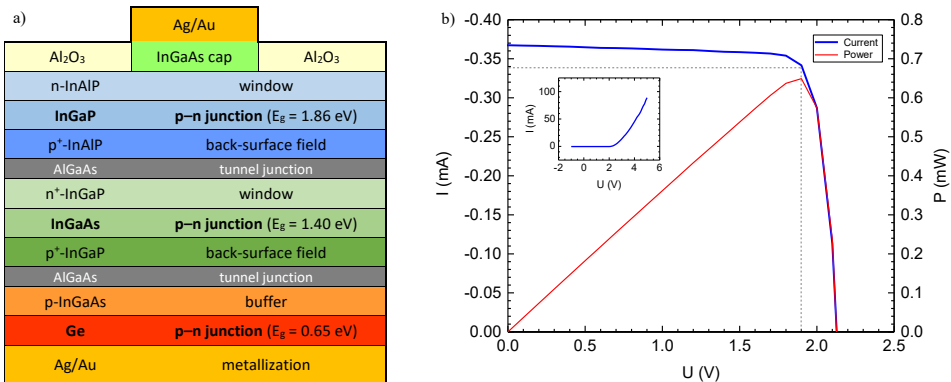 a)
Ag/Au
Al₂O₃ InGaAs cap Al₂O₃
n-InAlP window
InGaP p–n junction (Eg = 1.86 eV)
p⁺-InAlP back-surface field
AlGaAs tunnel junction
n⁺-InGaP window
InGaAs p–n junction (Eg = 1.40 eV)
p⁺-InGaP back-surface field
AlGaAs tunnel junction
p-InGaAs buffer
Ge p–n junction (Eg = 0.65 eV)
Ag/Au metallization
b)
-0.40
-0.35
-0.30
-0.25
-0.20
-0.15
-0.10
-0.05
0.00
I (mA)
0.0 0.5 1.0 1.5 2.0 2.5
U (V)
0.8
0.7
0.6
0.5
0.4
0.3
0.2
0.1
0.0
P (mW)
Current
Power
100
50
0
I (mA)
-2 0 2 4 6
U (V)